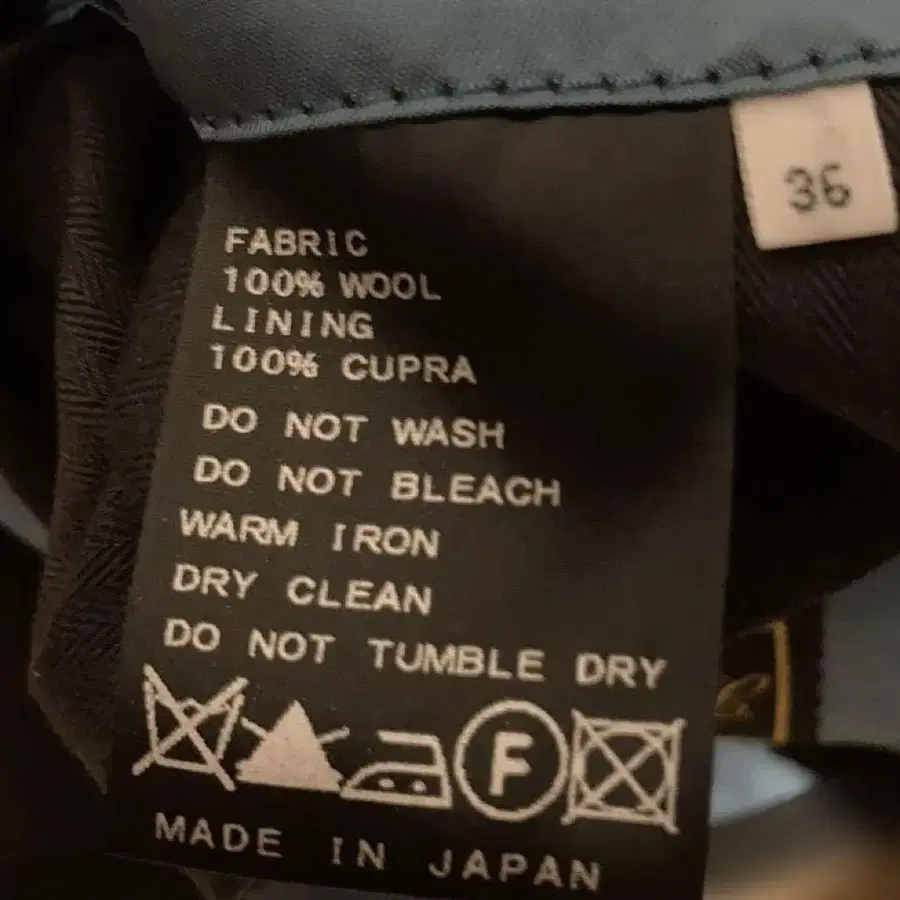 36
FABRIC
100% WOOL
LINING
100% CUPRA
DO NOT WASH
DO NOT BLEACH
WARM IRON
DRY CLEAN
DO NOT TUMBLE DRY
F
MADE IN JAPAN